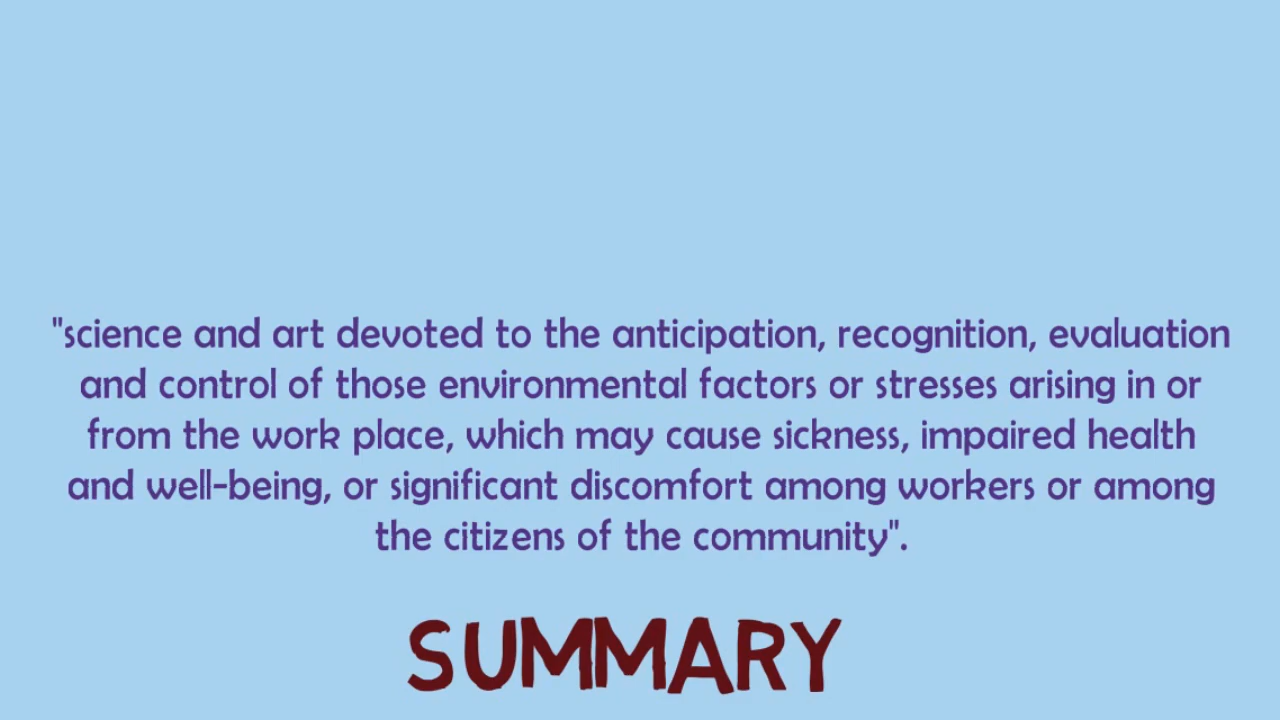 "science and art devoted to the anticipation, recognition, evaluation
and control of those environmental factors or stresses arising in or
from the work place, which may cause sickness, impaired health
and well-being, or significant discomfort among workers or among
the citizens of the community".
SUMMARY